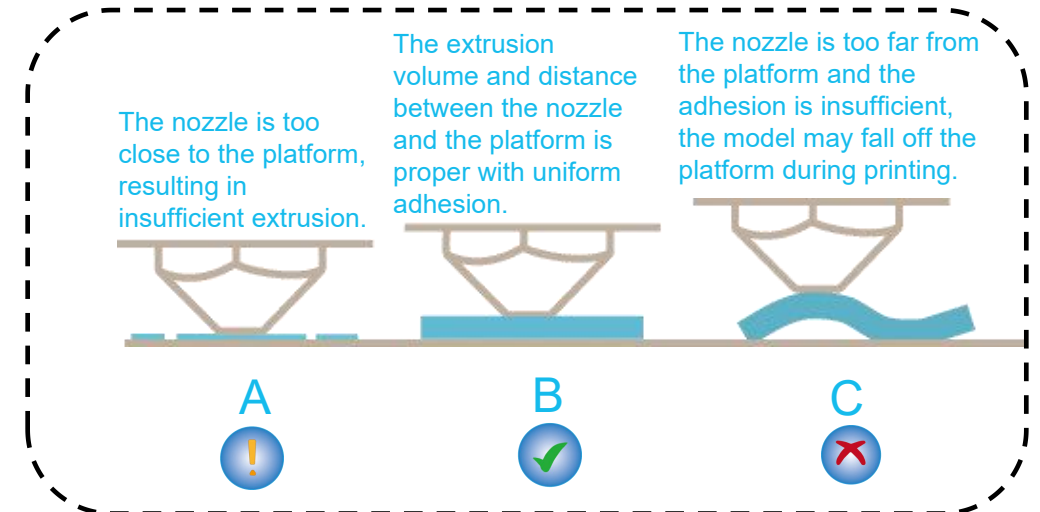 The nozzle is too
close to the platform,
resulting in
insufficient extrusion.
The extrusion
volume and distance
between the nozzle
and the platform is
proper with uniform
adhesion.
The nozzle is too far from
the platform and the
adhesion is insufficient,
the model may fall off the
platform during printing.
A
B
C